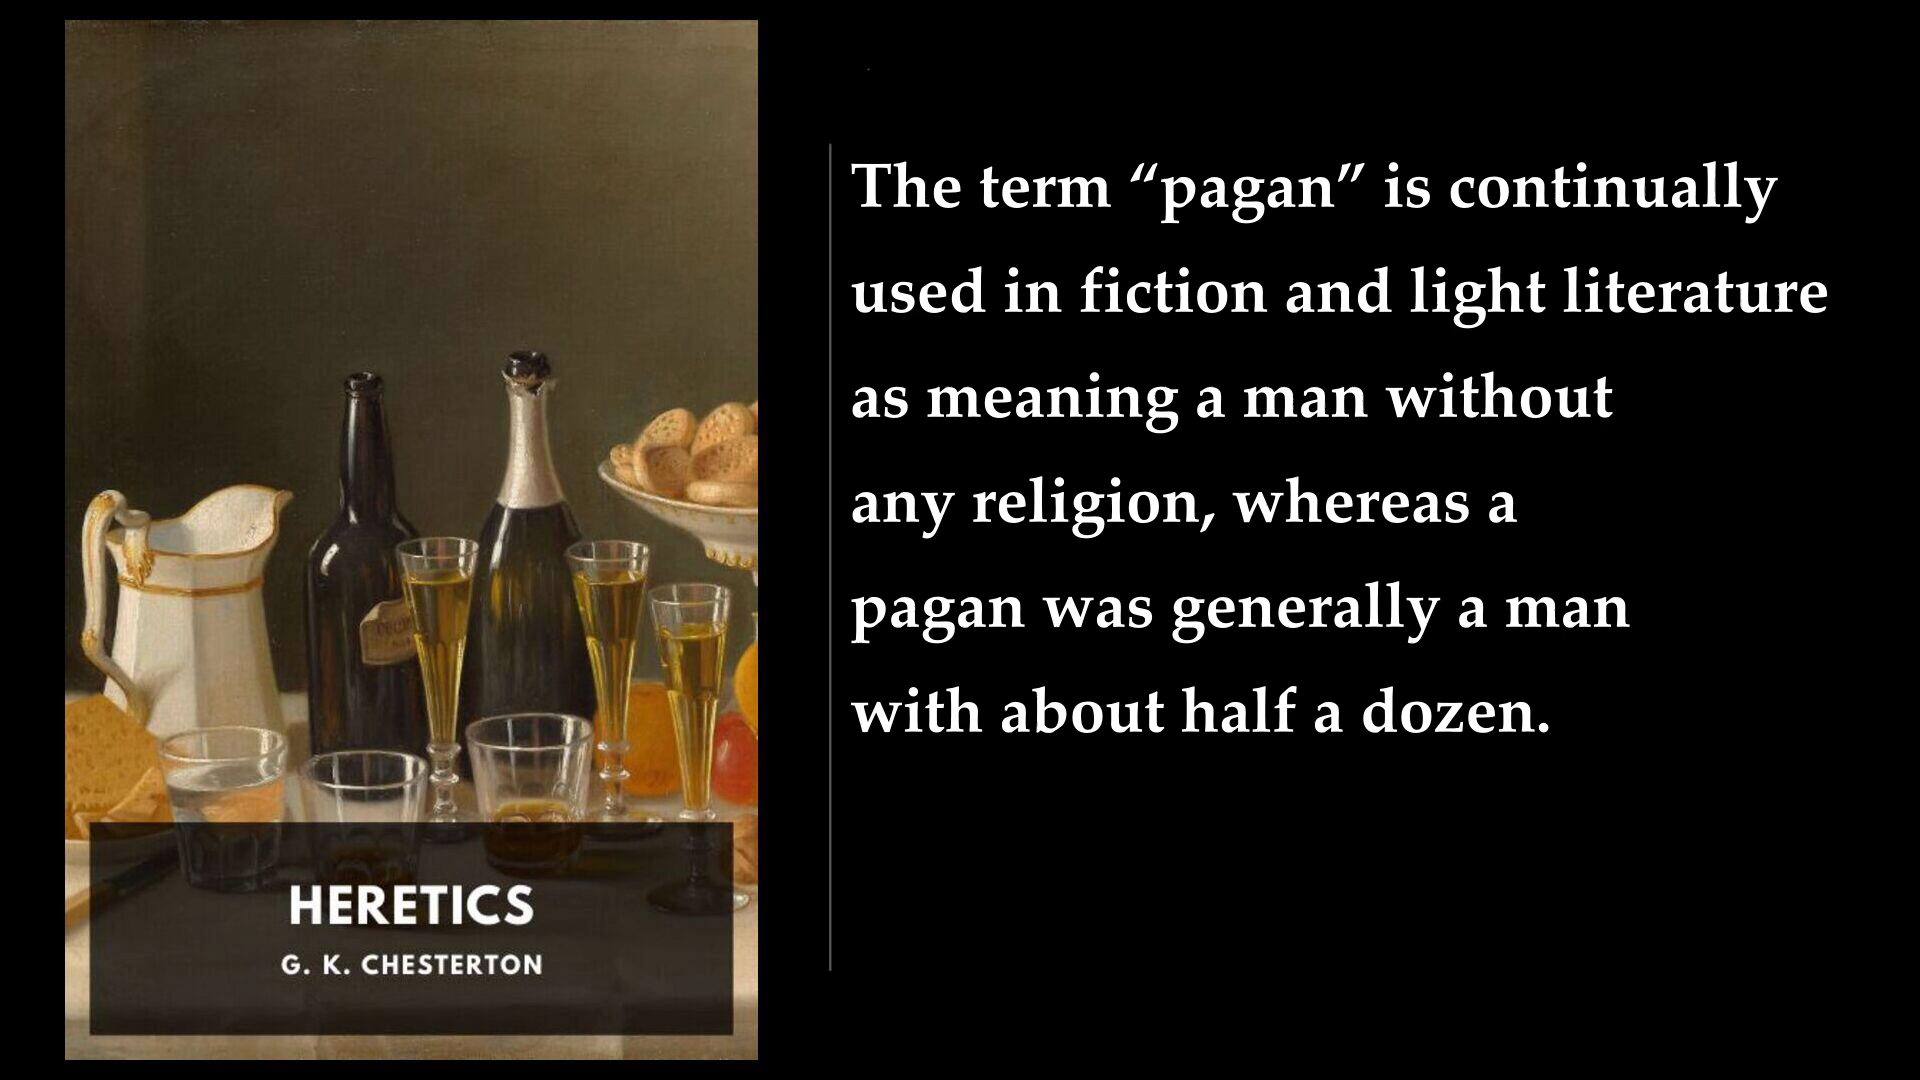 The term “pagan” is continually
used in fiction and light literature
as meaning a man without
any religion, whereas a
pagan was generally a man
with about half a dozen.
HERETICS
G. K. CHESTERTON